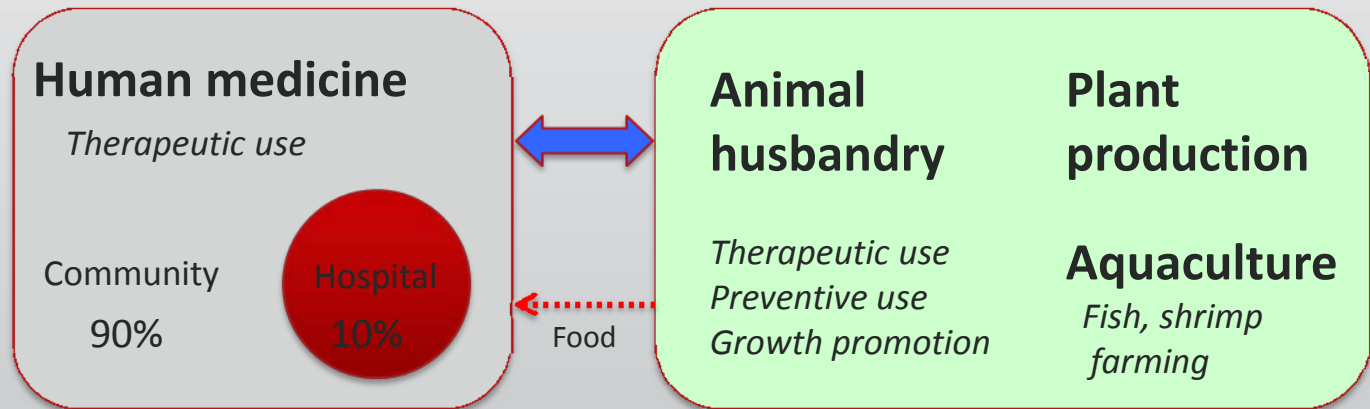 Human medicine
Therapeutic use
Community
90%
Hospital
10%
Food
Animal
husbandry
Therapeutic use
Preventive use
Growth promotion
Plant
production
Aquaculture
Fish, shrimp
farming